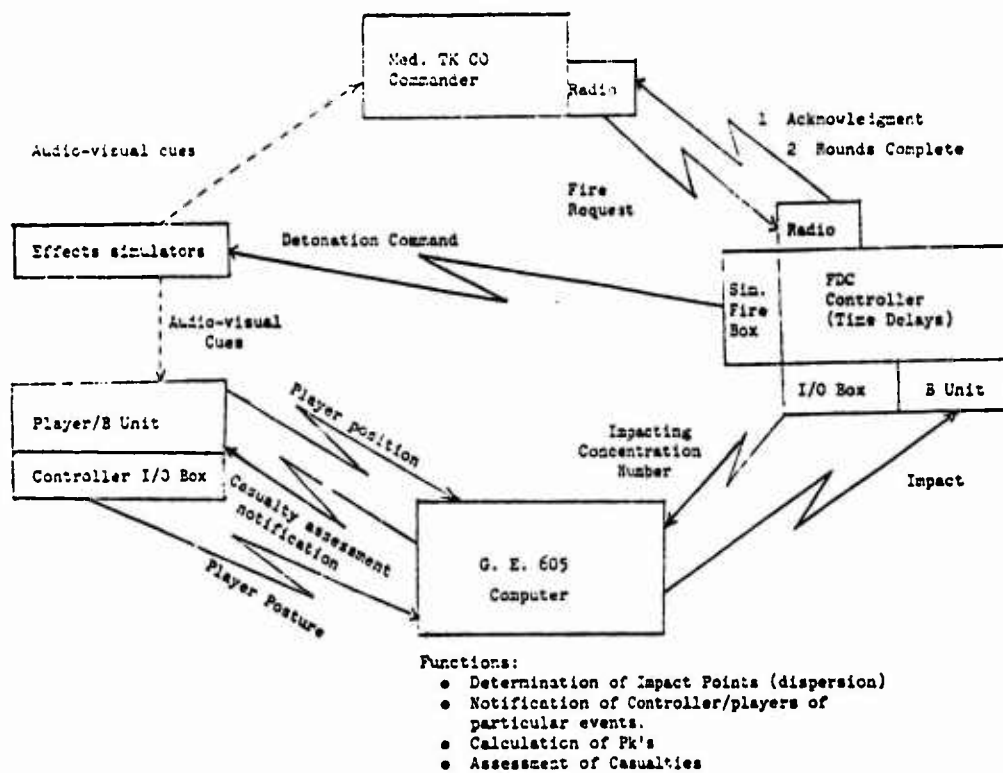 Med. TK CO
Commander
Radio
1 Acknowleigment
2 Rounds Complete
Audio-visual cues
Fire
Request
Radio
Effects simulators
Detonation Command
Sim.
Fire
Box
FDC
Controller
(Time Delays)
Audio-visual
Cues
I/O Box
B Unit
Player/B Unit
Controller I/O Box
Player position
Casualty assessment
notification
Player Posture
Impacting
Concentration
Number
Impact
G. E. 605
Computer
Functions:
● Determination of Impact Points (dispersion)
● Notification of Controller/players of
particular events.
● Calculation of Pk's
● Assessment of Casualties